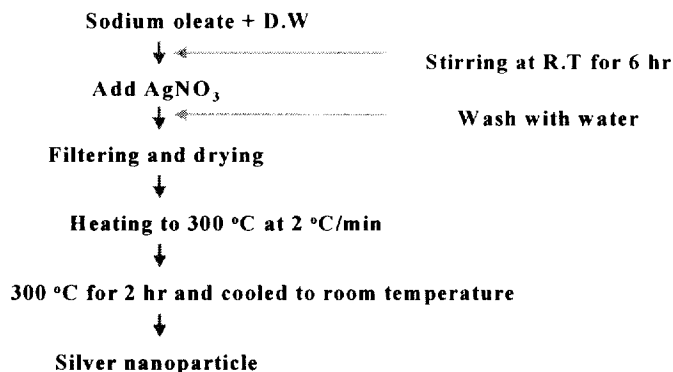 Sodium oleate + D.W
Stirring at R.T for 6 hr
Add AgNO₃
Wash with water
Filtering and drying
Heating to 300 °C at 2 °C/min
300 °C for 2 hr and cooled to room temperature
Silver nanoparticle